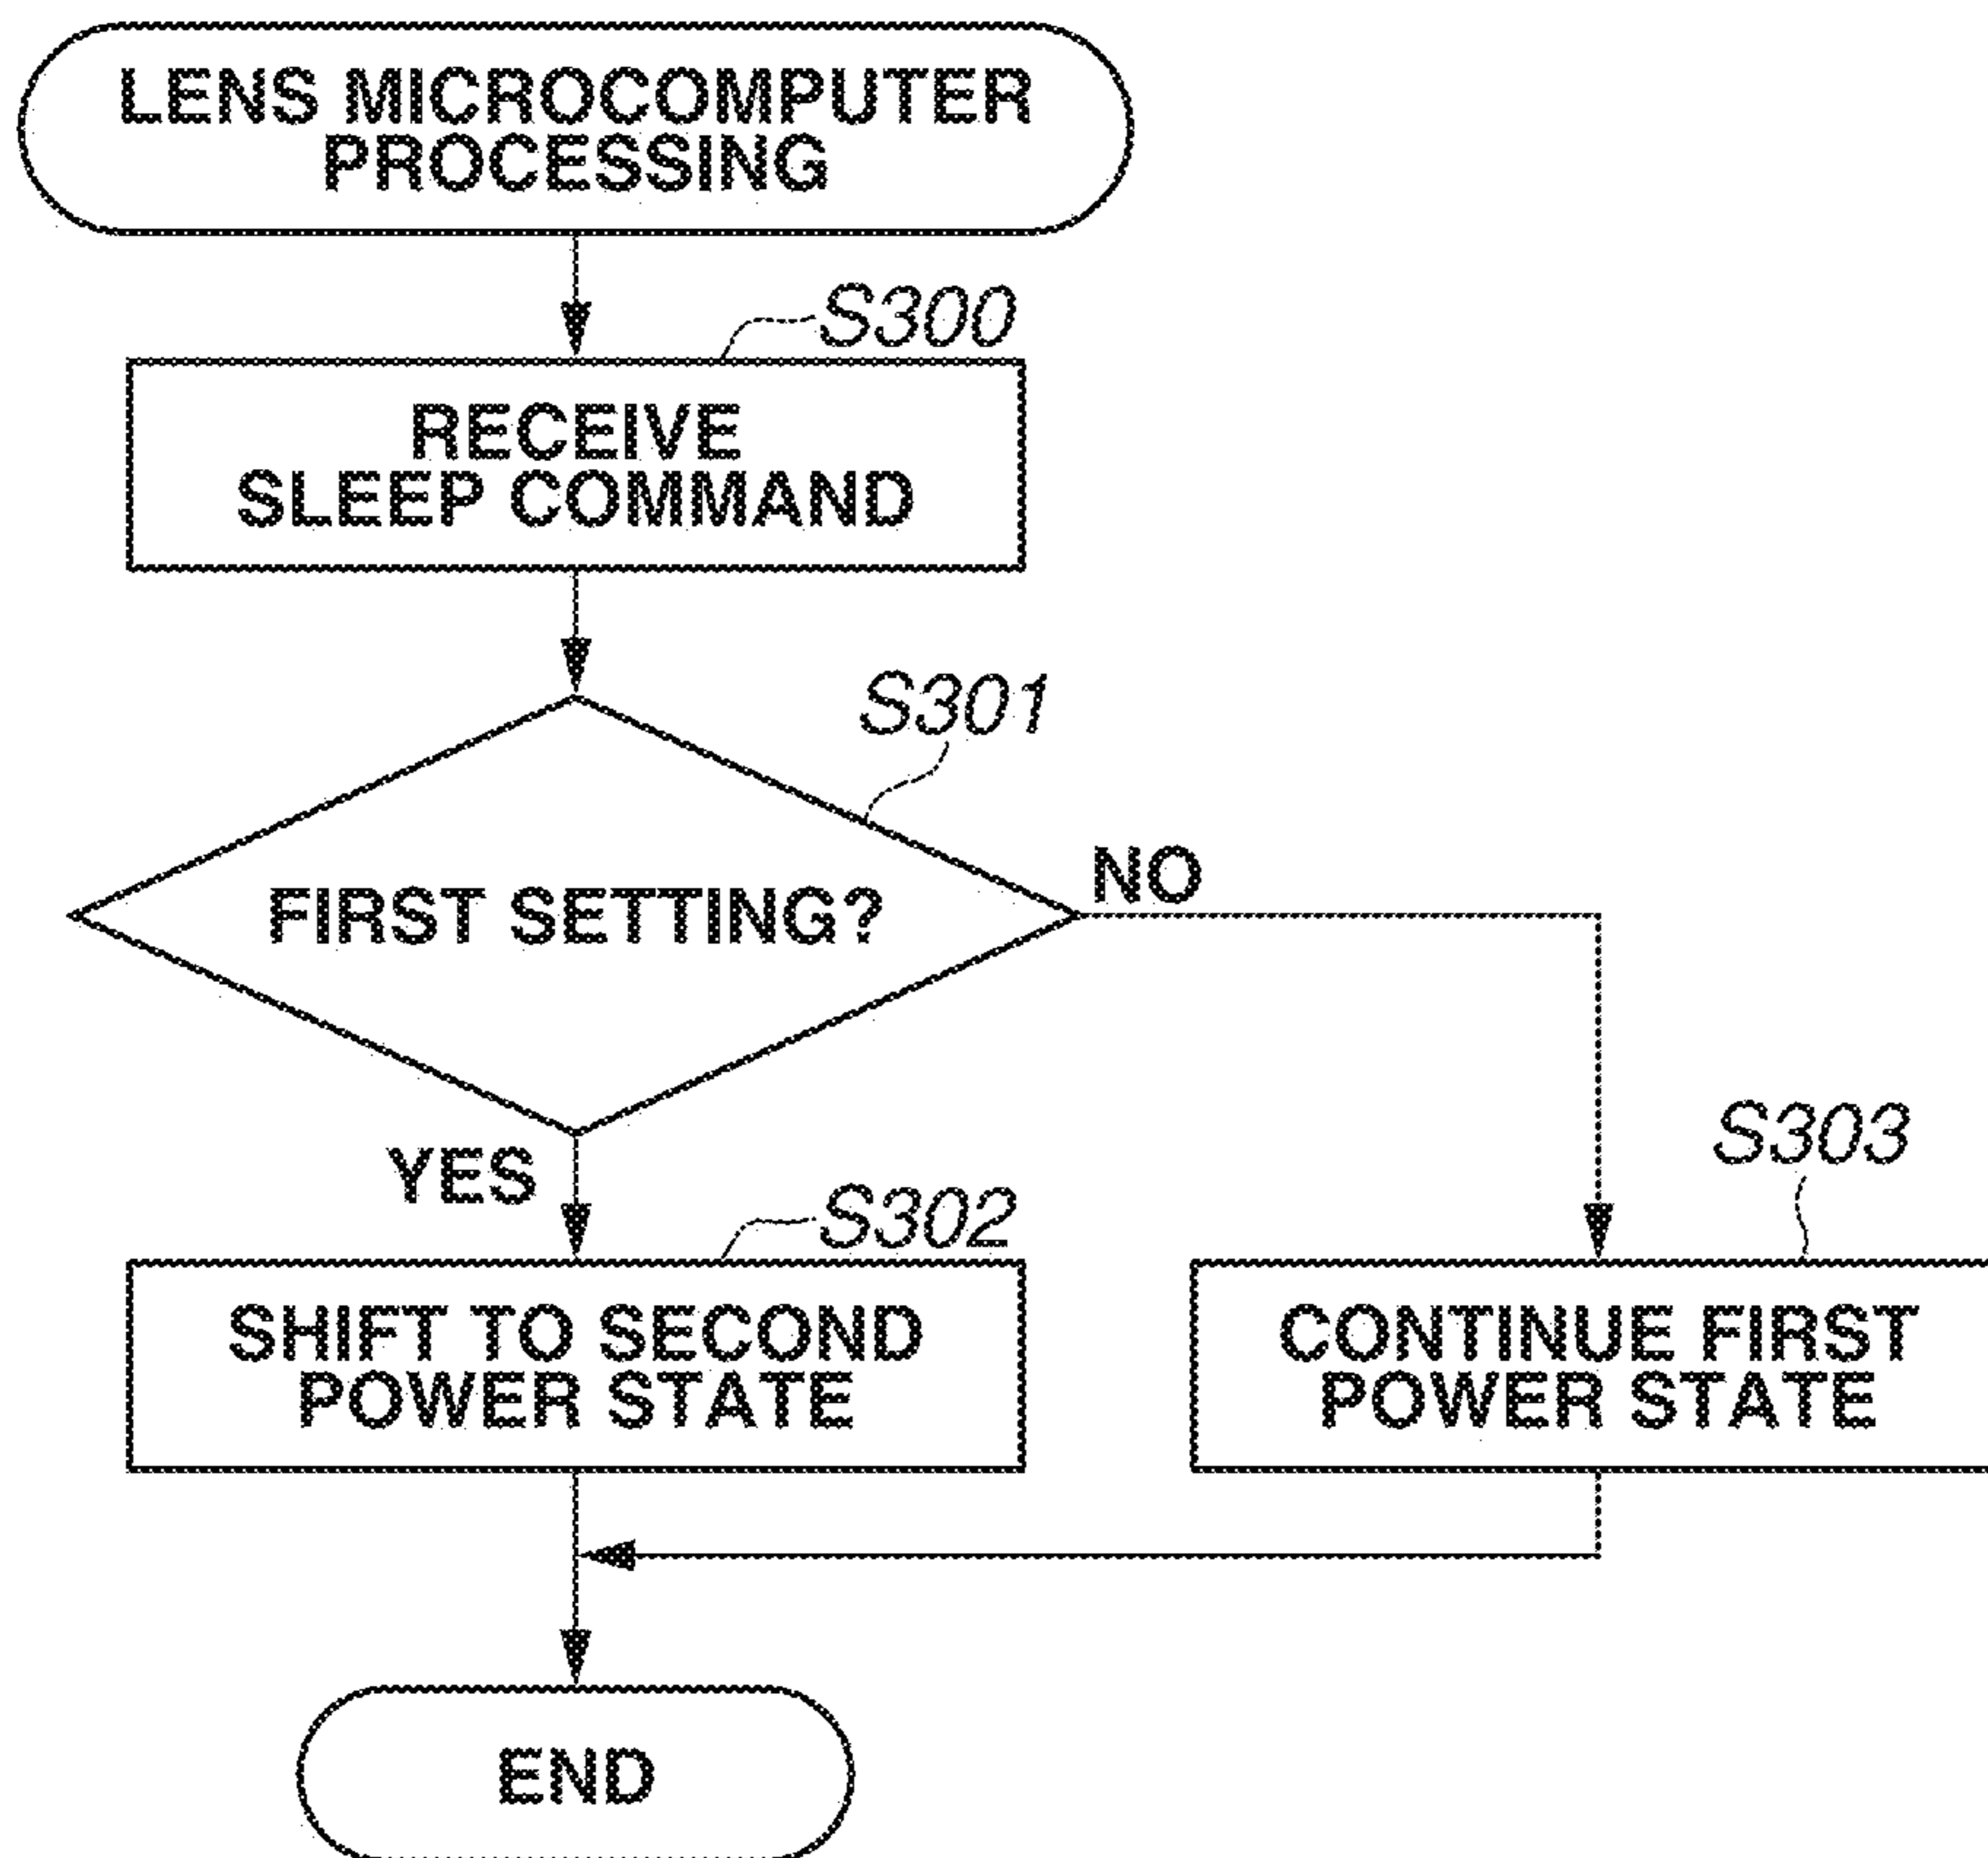 LENS MICROCOMPUTER
PROCESSING
S300
RECEIVE
SLEEP COMMAND
S301
FIRST SETTING?
NO
YES
S302
SHIFT TO SECOND
POWER STATE
S303
CONTINUE FIRST
POWER STATE
END